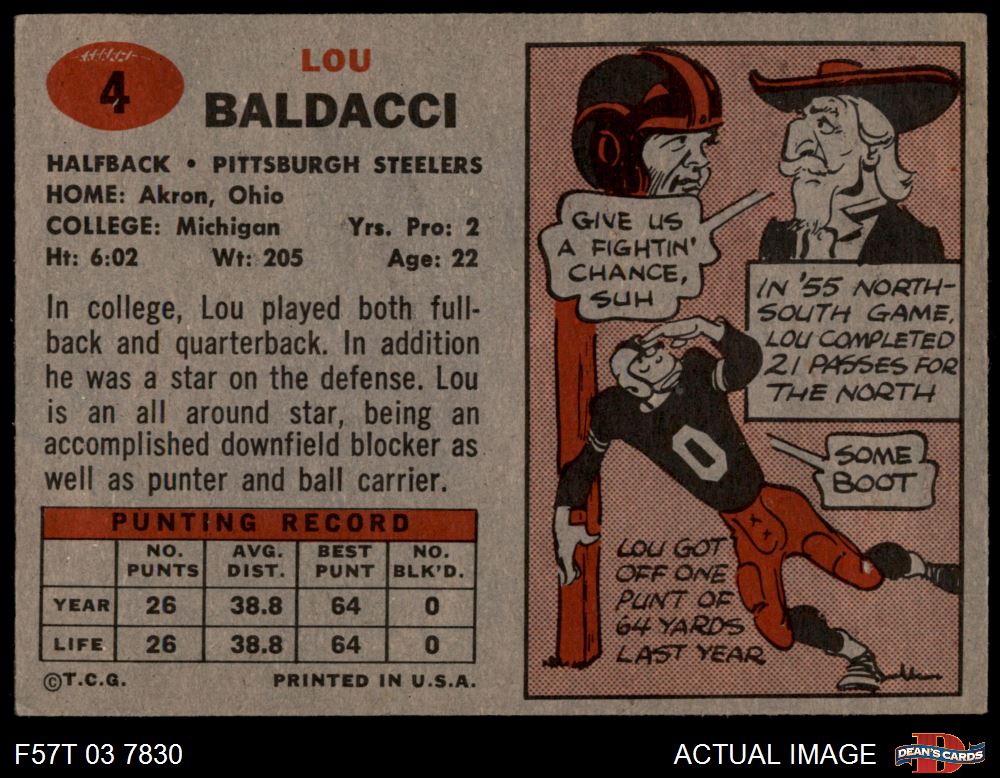 4
LOU
BALDACCI
HALFBACK • PITTSBURGH STEELERS
HOME: Akron, Ohio
COLLEGE: Michigan Yrs. Pro: 2
Ht: 6:02 Wt: 205 Age: 22
In college, Lou played both full-
back and quarterback. In addition
he was a star on the defense. Lou
is an all around star, being an
accomplished downfield blocker as
well as punter and ball carrier.
PUNTING RECORD
NO. PUNTS AVG. DIST. BEST PUNT NO. BLK'D.
YEAR 26 38.8 64 0
LIFE 26 38.8 64 0
©T.C.G. PRINTED IN U.S.A.
GIVE US
A FIGHTIN'
CHANCE,
SUH
IN '55 NORTH-
SOUTH GAME,
LOU COMPLETED
21 PASSES FOR
THE NORTH
0
SOME
BOOT
LOU GOT
OFF ONE
PUNT OF
64 YARDS
LAST YEAR
F57T 03 7830
ACTUAL IMAGE
D
DEAN'S CARDS